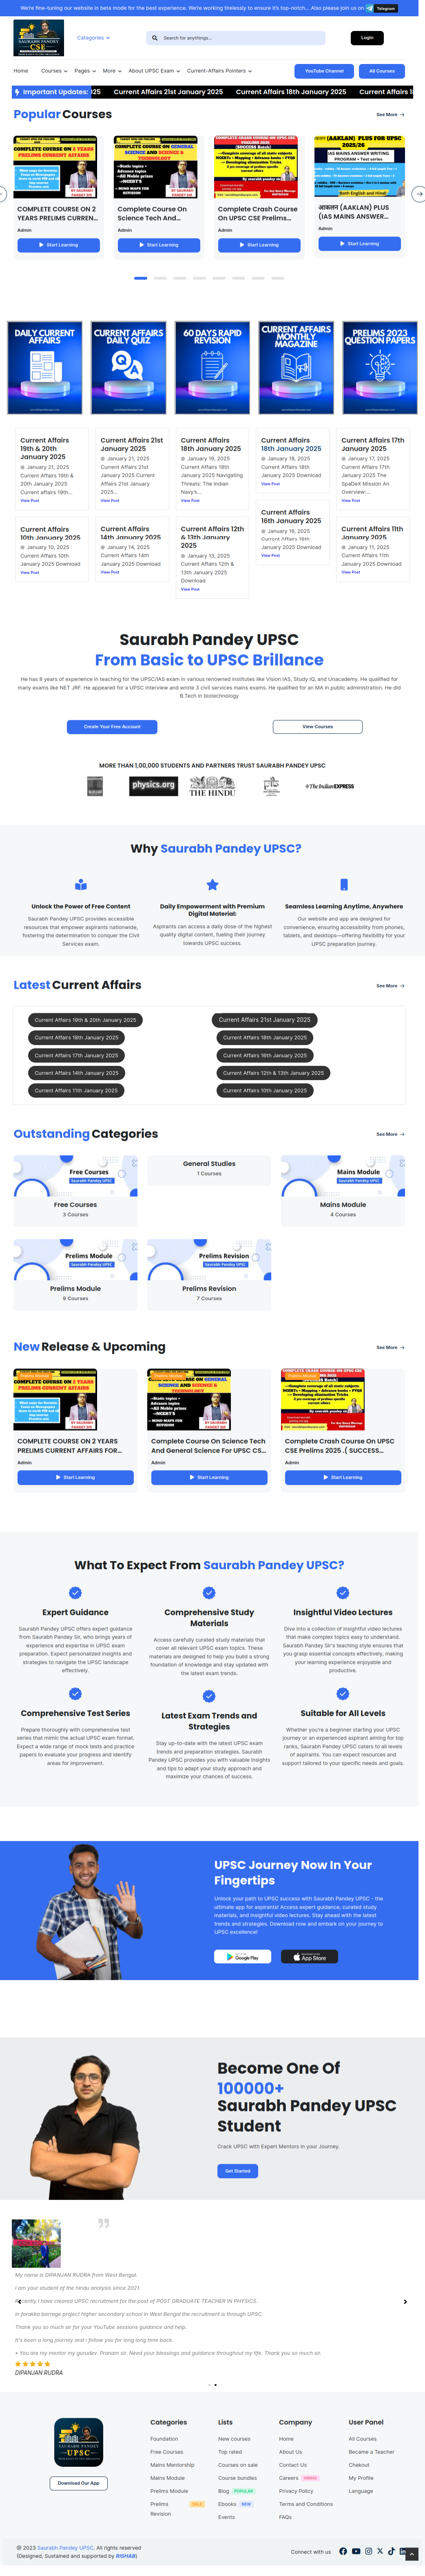 We're fine-tuning our website in beta mode for the best experience. We're working tirelessly to ensure it's top-notch... Also please join us on Telegram
SAURABH PANDEY
CSE
Categories
Search for anything...
Login
Home
Courses
Pages
More
About UPSC Exam
Current-Affairs Pointers
YouTube Channel
All Courses
Important Updates:
Current Affairs 21st January 2025
Current Affairs 18th January 2025
Popular Courses
See More
COMPLETE COURSE ON 2 YEARS
PRELIMS CURRENT AFFAIRS
COMPLETE COURSE ON 2
YEARS PRELIMS CURREN...
Admin
Start Learning
Complete Course On
Science Tech And...
Admin
Start Learning
Complete Crash Course
On UPSC CSE Prelims...
Admin
Start Learning
आकलन (AAKLAN) PLUS
(IAS MAINS ANSWER...
Admin
Start Learning
DAILY CURRENT
AFFAIRS
CURRENT AFFAIRS
DAILY QUIZ
60 DAYS RAPID
REVISION
CURRENT AFFAIRS
MONTHLY
MAGAZINE
PRELIMS 2023
QUESTION PAPERS
Current Affairs
19th & 20th
January 2025
January 21, 2025
Current Affairs 19th &
20th January 2025
Current affairs 19th...
View Post
Current Affairs 21st
January 2025
January 21, 2025
Current Affairs 21st
January 2025 Current
Affairs 21st January
2025...
View Post
Current Affairs
18th January 2025
January 19, 2025
Current Affairs 18th
January 2025 Navigating
Threats: The Indian
Navy's...
View Post
Current Affairs
18th January 2025
January 18, 2025
Current Affairs 18th
January 2025 Download
View Post
Current Affairs 17th
January 2025
January 17, 2025
Current Affairs 17th
January 2025 The
SpaDeX Mission An
Overview:...
View Post
Current Affairs
10th January 2025
January 10, 2025
Current Affairs 10th
January 2025 Download
View Post
Current Affairs
14th January 2025
January 14, 2025
Current Affairs 14th
January 2025 Download
View Post
Current Affairs 12th
& 13th January
2025
January 13, 2025
Current Affairs 12th &
13th January 2025
Download
View Post
Current Affairs
16th January 2025
January 16, 2025
Current Affairs 16th
January 2025 Download
View Post
Current Affairs 11th
January 2025
January 11, 2025
Current Affairs 11th
January 2025 Download
View Post
Saurabh Pandey UPSC
From Basic to UPSC Brillance
He has 8 years of experience in teaching for the UPSC/IAS exam in various renowned institutes like Vision IAS, Study IQ, and Unacademy. He qualified for
many exams like NET JRF. He appeared a UPSC interview and wrote 3 civil services mains exams. He qualified for an MA in public administration. He did
B.Tech in biotechnology
Create Your Free Account
View Courses
MORE THAN 1,00,000 STUDENTS AND PARTNERS TRUST SAURABH PANDEY UPSC
physics.org
THE HINDU
The Indian EXPRESS
Why Saurabh Pandey UPSC?
Unlock the Power of Free Content
Saurabh Pandey UPSC provides accessible
resources that empower aspirants nationwide,
fostering their determination to conquer the Civil
Services exam.
Daily Empowerment with Premium
Digital Material:
Aspirants can access a daily dose of the highest
quality digital content, fueling their journey
towards UPSC success.
Seamless Learning Anytime, Anywhere
Our website and app are designed for
convenience, ensuring accessibility from phones,
tablets, and desktops—offering flexibility for your
UPSC preparation journey.
Latest Current Affairs
See More
Current Affairs 19th & 20th January 2025
Current Affairs 21st January 2025
Current Affairs 18th January 2025
Current Affairs 18th January 2025
Current Affairs 17th January 2025
Current Affairs 16th January 2025
Current Affairs 14th January 2025
Current Affairs 12th & 13th January 2025
Current Affairs 11th January 2025
Current Affairs 10th January 2025
Outstanding Categories
See More
Free Courses
Saurabh Pandey UPSC
Free Courses
3 Courses
General Studies
1 Courses
Mains Module
Saurabh Pandey UPSC
Mains Module
4 Courses
Prelims Module
Saurabh Pandey UPSC
Prelims Module
9 Courses
Prelims Revision
Saurabh Pandey UPSC
Prelims Revision
7 Courses
New Release & Upcoming
See More
COMPLETE COURSE ON 2 YEARS
PRELIMS CURRENT AFFAIRS FOR...
Admin
Start Learning
Complete Course On Science Tech
And General Science For UPSC CS...
Admin
Start Learning
Complete Crash Course On UPSC
CSE Prelims 2025 .( SUCCESS...
Admin
Start Learning
What To Expect From Saurabh Pandey UPSC?
Expert Guidance
Saurabh Pandey UPSC offers expert guidance
from Saurabh Pandey Sir, who brings years of
experience and expertise in UPSC exam
preparation. Expect personalized insights and
strategies to navigate the UPSC landscape
effectively.
Comprehensive Study
Materials
Access carefully curated study materials that
cover all relevant UPSC exam topics. These
materials are designed to help you build a strong
foundation of knowledge and stay updated with
the latest exam trends.
Insightful Video Lectures
Dive into a collection of insightful video lectures
that make complex topics easy to understand.
Saurabh Pandey Sir's teaching style ensures that
you grasp essential concepts effectively, making
your learning experience enjoyable and
productive.
Comprehensive Test Series
Prepare thoroughly with comprehensive test
series that mimic the actual UPSC exam format.
Expect a wide range of mock tests and practice
papers to evaluate your progress and identify
areas for improvement.
Latest Exam Trends and
Strategies
Stay up-to-date with the latest UPSC exam
trends and preparation strategies. Saurabh
Pandey UPSC provides you with valuable insights
and tips to adapt your study approach and
maximize your chances of success.
Suitable for All Levels
Whether you're a beginner starting your UPSC
journey or an experienced aspirant aiming for top
ranks, Saurabh Pandey UPSC caters to all levels
of aspirants. You can expect resources and
support tailored to your specific needs and goals.
UPSC Journey Now In Your
Fingertips
Unlock your path to UPSC success with Saurabh Pandey UPSC - the
ultimate app for aspirants! Access expert guidance, curated study
materials, and insightful video lectures. Stay ahead with the latest
trends and strategies. Download now and embark on your journey to
UPSC excellence!
Google Play
App Store
Become One Of
100000+
Saurabh Pandey UPSC
Student
Crack UPSC with Expert Mentors in your Journey.
Get Started
My name is DIPANJAN RUDRA from West Bengal.
I am your student of the hindu analysis since 2021.
Recently I have cleared UPSC recruitment for the post of POST GRADUATE TEACHER IN PHYSICS.
In farakka barrage project higher secondary school in West Bengal the recruitment is through UPSC.
Thank you so much sir for you YouTube sessions guidance and help.
It's been a long journey and i follow you for long long time back.
• You are my mentor my gurudev. Pranam sir. Need your blessings and guidance throughout my life. Thank you so much sir.
DIPANJAN RUDRA
SAURABH PANDEY
UPSC
Download Our App
Categories
Foundation
Free Courses
Mains Mentorship
Mains Module
Prelims Module
Prelims
Revision
SALE
Lists
New courses
Top rated
Courses on sale
Course bundles
Blog POPULAR
Ebooks NEW
Events
Company
Home
About Us
Contact Us
Careers HIRING
Privacy Policy
Terms and Conditions
FAQs
User Panel
All Courses
Became a Teacher
Chekout
My Profile
Language
@ 2023 Saurabh Pandey UPSC. All rights reserved
(Designed, Sustained and supported by RISHAB)
Connect with us